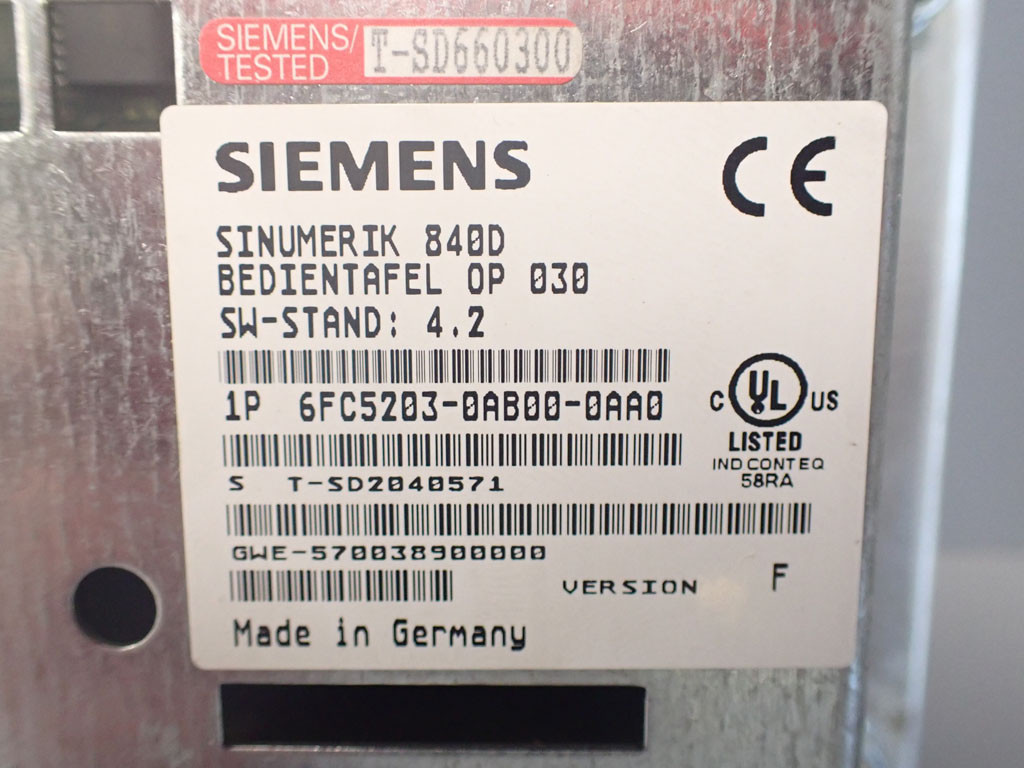 SIEMENS/
TESTED
T-SD660300
SIEMENS
CE
SINUMERIK 840D
BEDIENTAFEL OP 030
SW-STAND: 4.2
1P 6FC5203-0AB00-0AA0
C UL US
LISTED
IND CONT EQ
58RA
S T-SD2040571
GWE-570038900000
VERSION F
Made in Germany